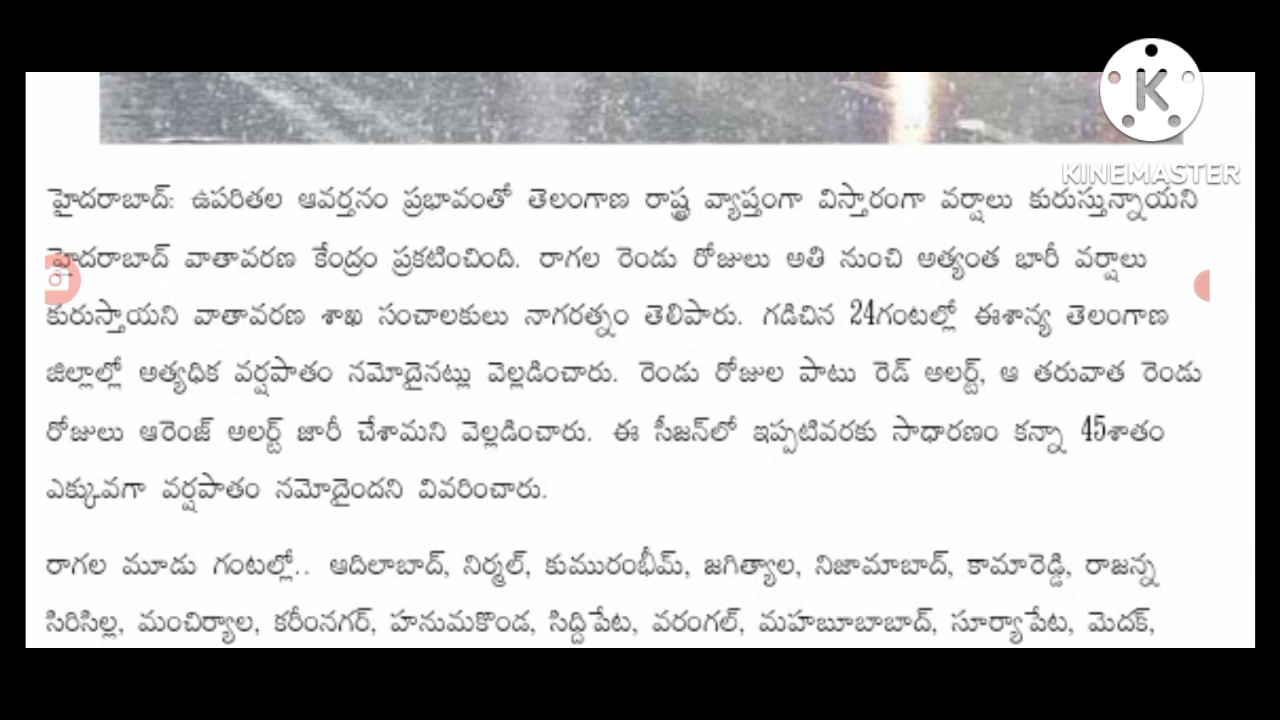 K
KINEMASTER
హైదరాబాద్: ఉపరితల ఆవర్తనం ప్రభావంతో తెలంగాణ రాష్ట్ర వ్యాప్తంగా విస్తారంగా వర్షాలు కురుస్తున్నాయని
హైదరాబాద్ వాతావరణ కేంద్రం ప్రకటించింది. రాగల రెండు రోజులు అతి నుంచి అత్యంత భారీ వర్షాలు
కురుస్తాయని వాతావరణ శాఖ సంచాలకులు నాగరత్నం తెలిపారు. గడిచిన 24గంటల్లో ఈశాన్య తెలంగాణ
జిల్లాల్లో అత్యధిక వర్షపాతం నమోదైనట్లు వెల్లడించారు. రెండు రోజుల పాటు రెడ్ అలర్ట్, ఆ తరువాత రెండు
రోజులు ఆరెంజ్ అలర్ట్ జారీ చేశామని వెల్లడించారు. ఈ సీజన్‌లో ఇప్పటివరకు సాధారణం కన్నా 45శాతం
ఎక్కువగా వర్షపాతం నమోదైందని వివరించారు.
రాగల మూడు గంటల్లో.. ఆదిలాబాద్, నిర్మల్, కుమురంభీమ్, జగిత్యాల, నిజామాబాద్, కామారెడ్డి, రాజన్న
సిరిసిల్ల, మంచిర్యాల, కరీంనగర్, హనుమకొండ, సిద్దిపేట, వరంగల్, మహబూబాబాద్, సూర్యాపేట, మెదక్,